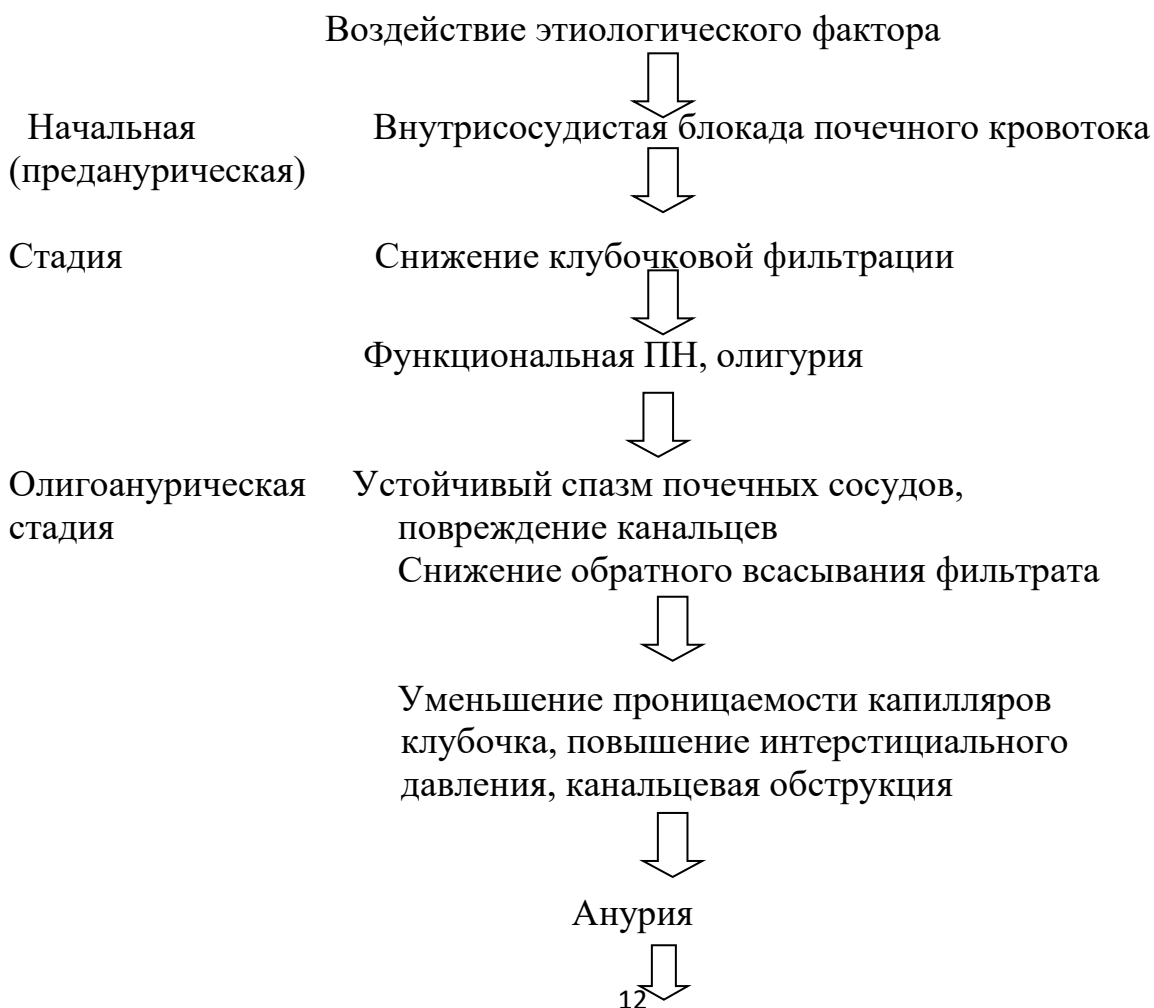 Воздействие этиологического фактора
Начальная Внутрисосудистая блокада почечного кровотока
(преданурическая)
Стадия Снижение клубочковой фильтрации
Функциональная ПН, олигурия
Олигоанурическая Устойчивый спазм почечных сосудов,
стадия повреждение канальцев
Снижение обратного всасывания фильтрата
Уменьшение проницаемости капилляров
клубочка, повышение интерстициального
давления, канальцевая обструкция
Анурия
12